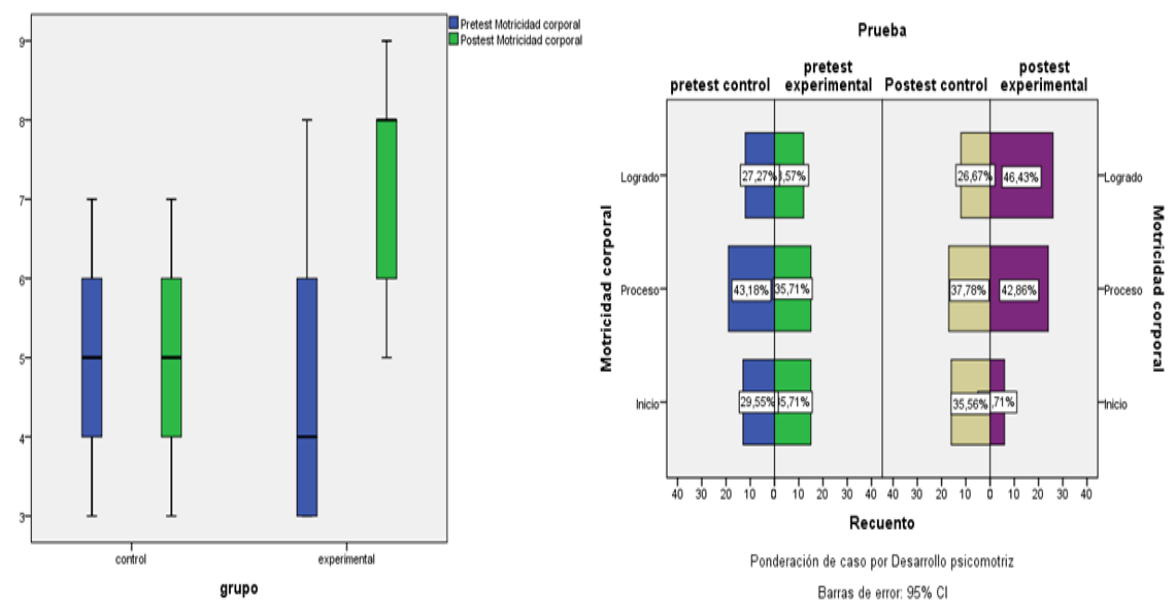 Pretest Motricidad corporal
Postest Motricidad corporal
9
8
7
6
5
4
3
control
experimental
grupo
Prueba
pretest control
pretest experimental
Postest control
postest experimental
Motricidad corporal
Logrado
27,27%
,57%
26,67%
46,43%
Logrado
Proceso
43,18%
35,71%
37,78%
42,86%
Proceso
Inicio
29,55%
5,71%
35,56%
,71%
Inicio
Motricidad corporal
40 30 20 10 0 10 20 30 40 40 30 20 10 0 10 20 30 40
Recuento
Ponderación de caso por Desarrollo psicomotriz
Barras de error: 95% CI